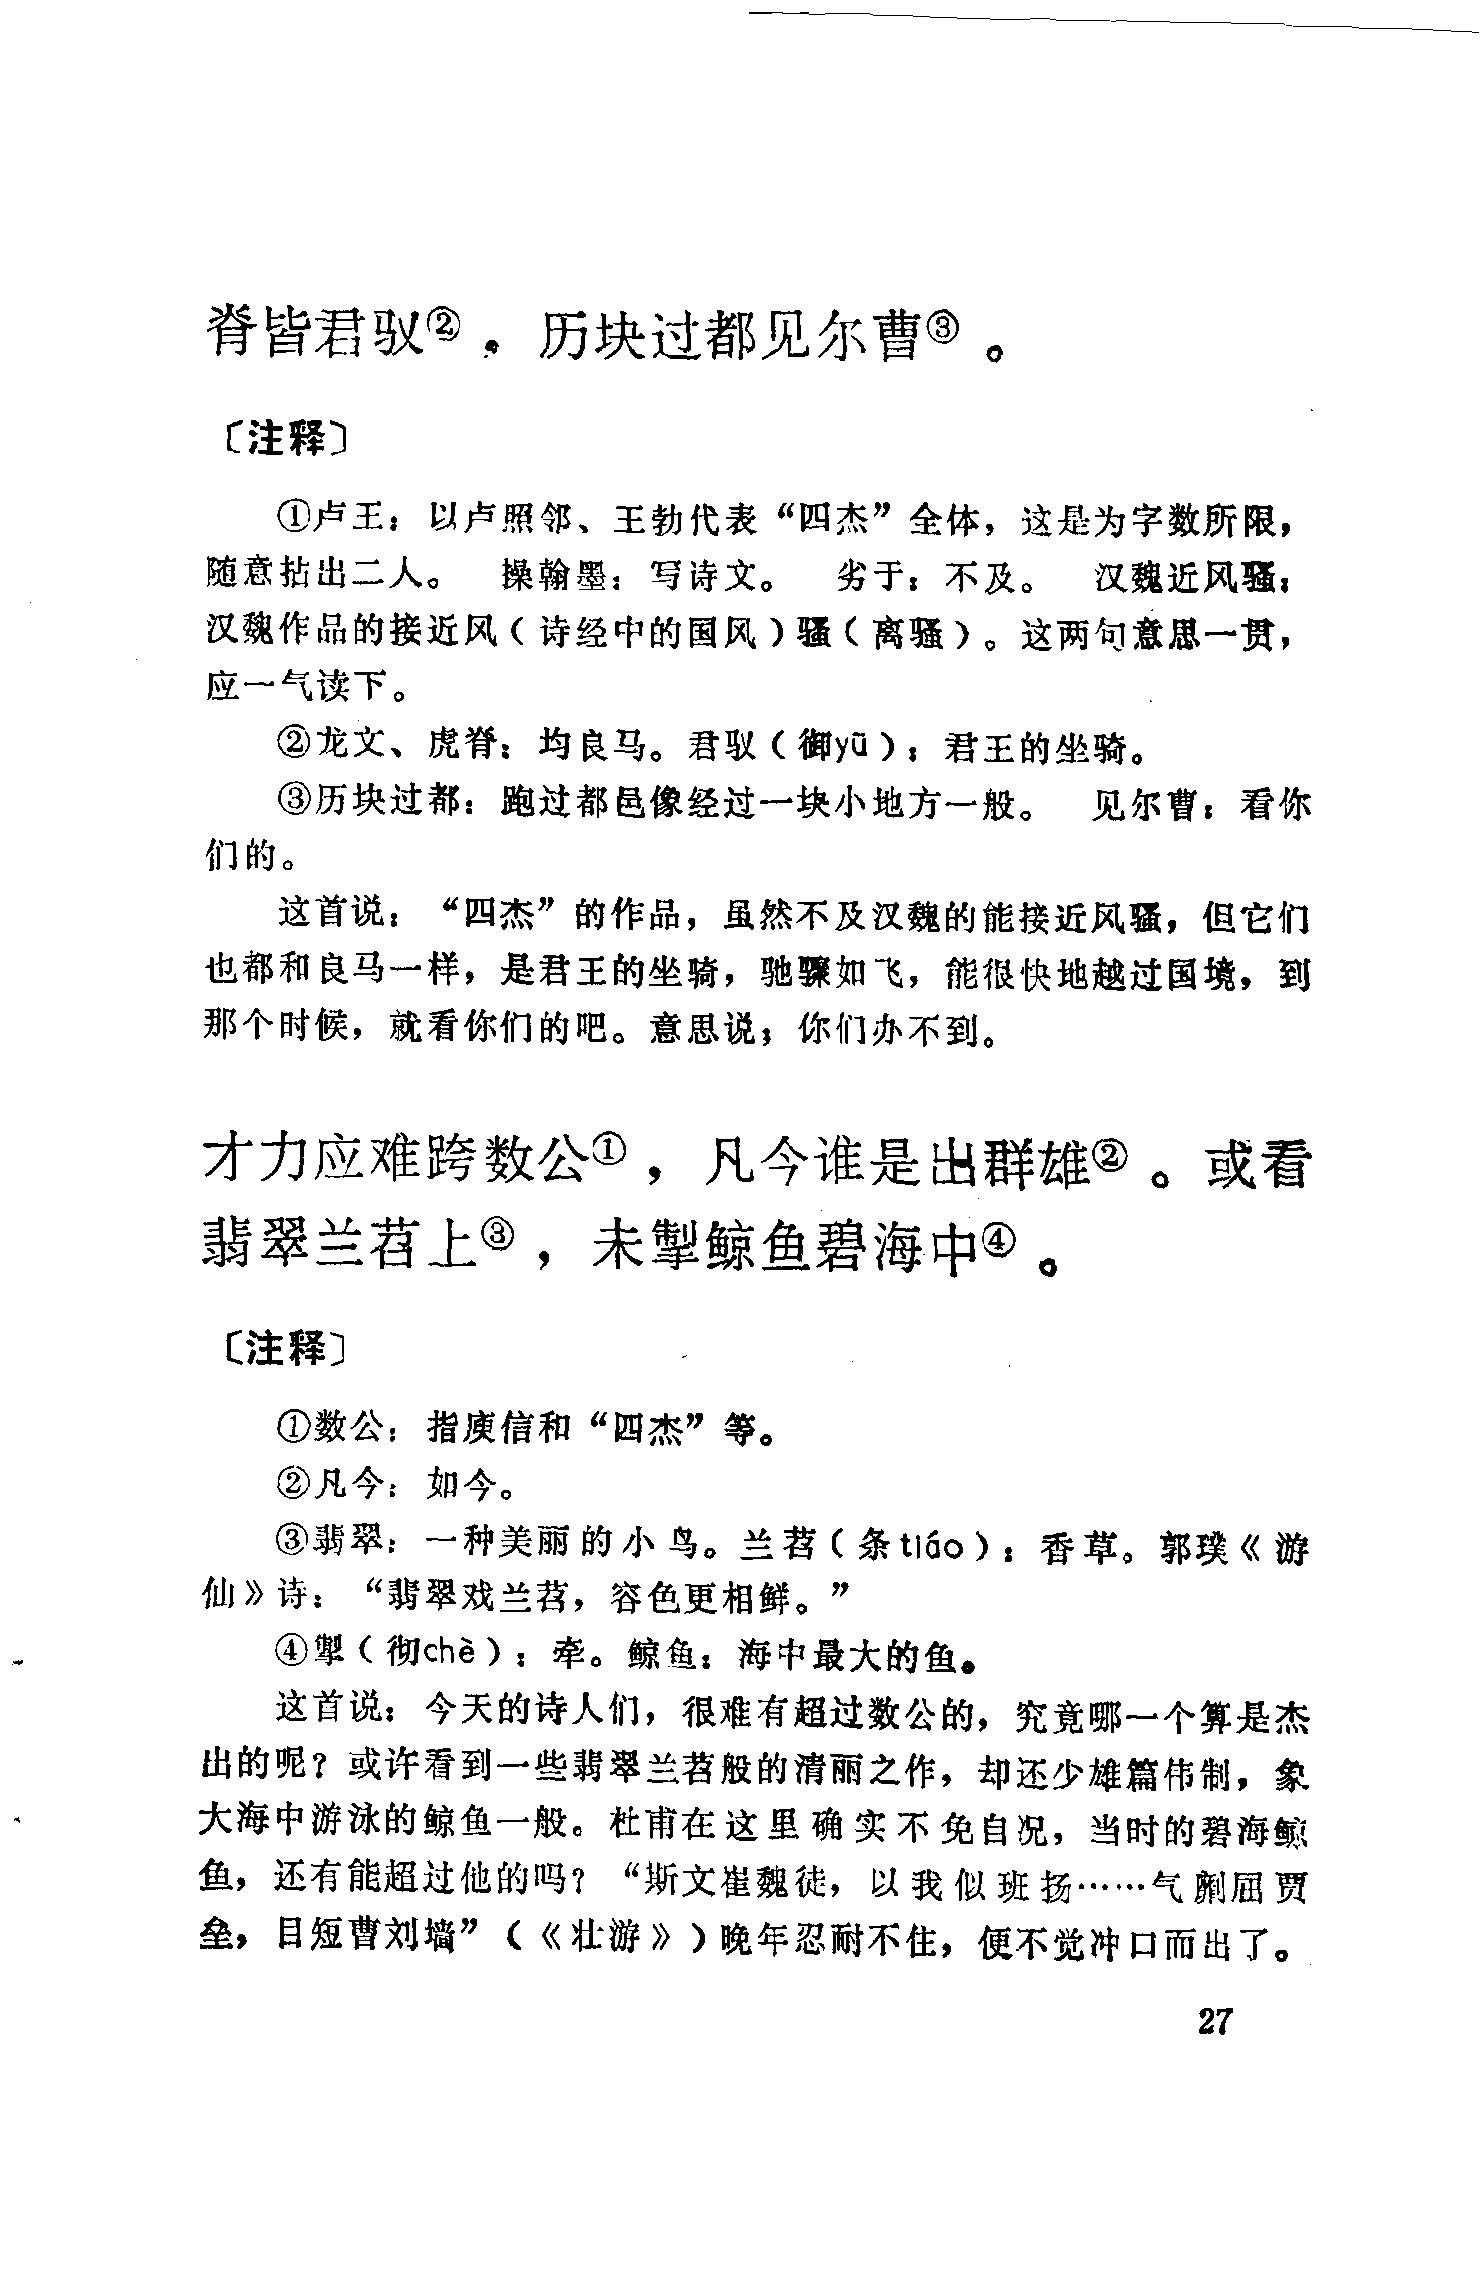 脊皆君驭②，历块过都见尔曹③。
〔注释〕
①卢王：以卢照邻、王勃代表“四杰”全体，这是为字数所限，
随意拈出二人。　操翰墨：写诗文。　劣于：不及。　汉魏近风骚：
汉魏作品的接近风（诗经中的国风）骚（离骚）。这两句意思一贯，
应一气读下。
②龙文、虎脊：均良马。君驭（御yū）：君王的坐骑。
③历块过都：跑过都邑像经过一块小地方一般。　见尔曹：看你
们的。
这首说：“四杰”的作品，虽然不及汉魏的能接近风骚，但它们
也都和良马一样，是君王的坐骑，驰骤如飞，能很快地越过国境，到
那个时候，就看你们的吧。意思说；你们办不到。
才力应难跨数公①，凡今谁是出群雄②。或看
翡翠兰苕上③，未掣鲸鱼碧海中④。
〔注释〕
①数公：指庾信和“四杰”等。
②凡今：如今。
③翡翠：一种美丽的小鸟。兰苕（条tiáo）：香草。郭璞《游
仙》诗：“翡翠戏兰苕，容色更相鲜。”
④掣（彻chè）：牵。鲸鱼：海中最大的鱼。
这首说：今天的诗人们，很难有超过数公的，究竟哪一个算是杰
出的呢？或许看到一些翡翠兰苕般的清丽之作，却还少雄篇伟制，象
大海中游泳的鲸鱼一般。杜甫在这里确实不免自况，当时的碧海鲸
鱼，还有能超过他的吗？“斯文崔魏徒，以我似班扬……气劘屈贾
垒，目短曹刘墙”（《壮游》）晚年忍耐不住，便不觉冲口而出了。
27